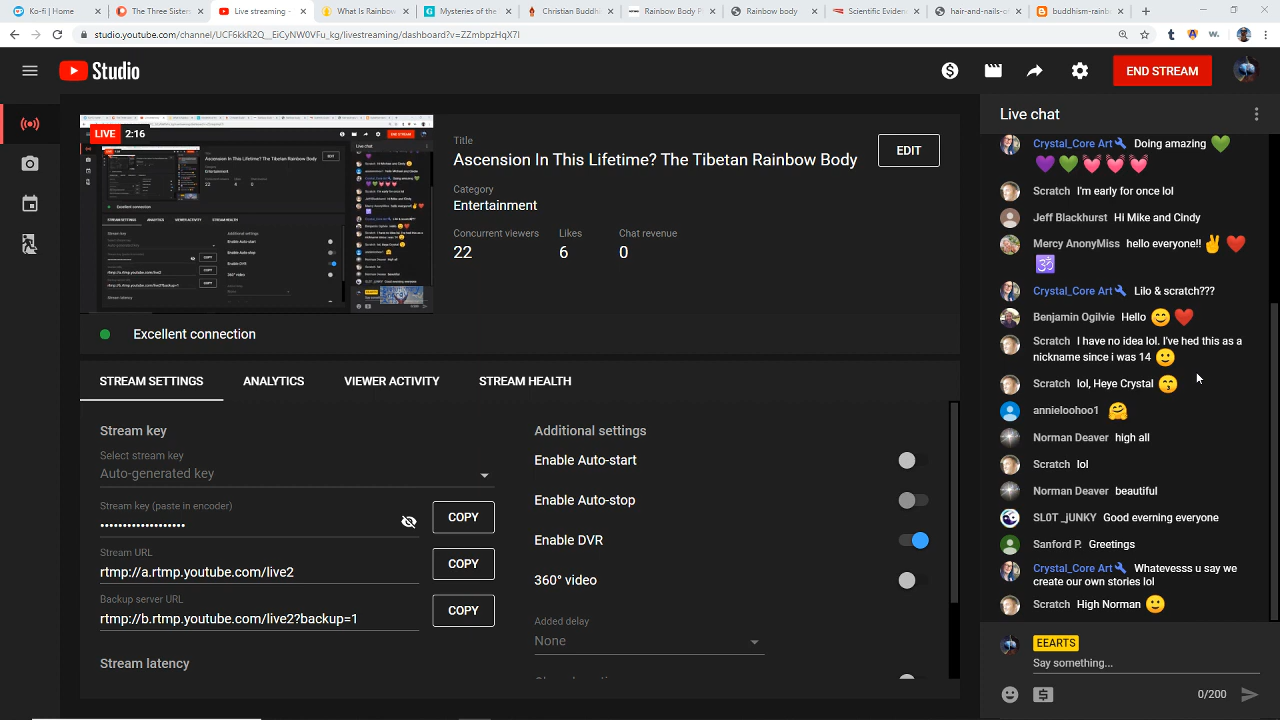 Ko-fi | Home
The Three Sisters
Live streaming -
What Is Rainbow
Mysteries of the
Christian Buddh
Rainbow Body P
Rainbow body
Scientific Eviden
hair-and-nails-of
buddhism-rainb
studio.youtube.com/channel/UCF6kkR2Q__EiCyNW0VFu_kg/livestreaming/dashboard?v=ZZmbpzHqX7I
Studio
END STREAM
LIVE 2:16
Title
Ascension In This Lifetime? The Tibetan Rainbow Body
EDIT
Category
Entertainment
Concurrent viewers Likes Chat revenue
22 6 0
Excellent connection
STREAM SETTINGS ANALYTICS VIEWER ACTIVITY STREAM HEALTH
Stream key
Select stream key
Auto-generated key
Stream key (paste in encoder)
COPY
Stream URL
rtmp://a.rtmp.youtube.com/live2
COPY
Backup server URL
rtmp://b.rtmp.youtube.com/live2?backup=1
COPY
Stream latency
Additional settings
Enable Auto-start
Enable Auto-stop
Enable DVR
360° video
Added delay
None
Live chat
Crystal_Core Art Doing amazing 💚
💜💚💓💓💓
Scratch I'm early for once lol
Jeff Blackhurst Hi Mike and Cindy
Mercy AmorBliss hello everyone!! ✌️❤️
🕉️
Crystal_Core Art Lilo & scratch???
Benjamin Ogilvie Hello 😊❤️
Scratch I have no idea lol. I've hed this as a
nickname since i was 14 🙂
Scratch lol, Heye Crystal 😙
annieloohoo1 🤗
Norman Deaver high all
Scratch lol
Norman Deaver beautiful
SL0T _jUNKY Good everning everyone
Sanford P. Greetings
Crystal_Core Art Whatevesss u say we
create our own stories lol
Scratch High Norman 🙂
EEARTS
Say something...
0/200